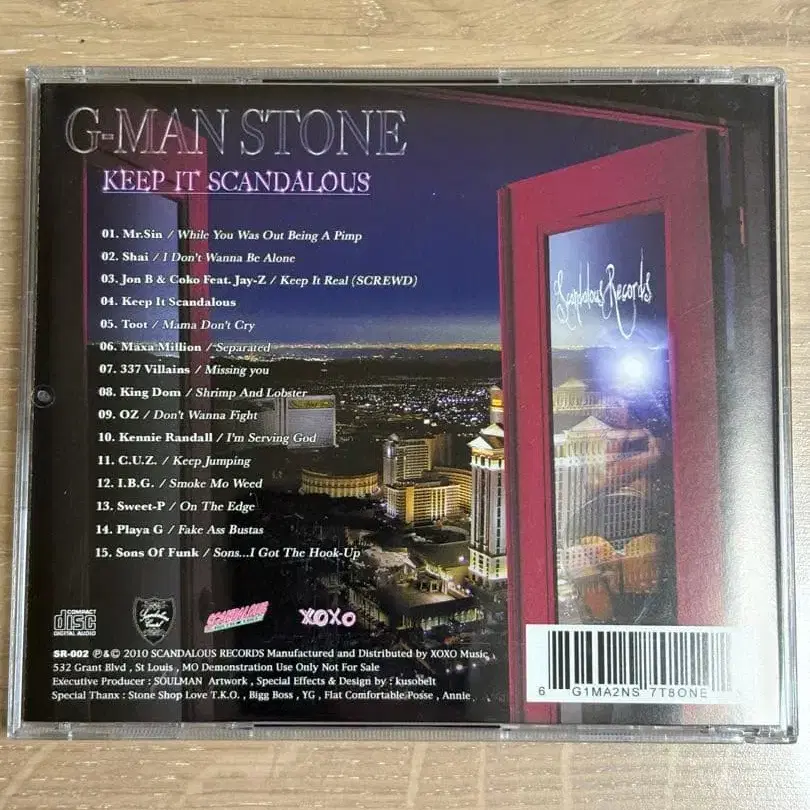 G-MAN STONE
KEEP IT SCANDALOUS
01. Mr.Sin / While You Was Out Being A Pimp
02. Shai / I Don't Wanna Be Alone
03. Jon B & Coko Feat. Jay-Z / Keep It Real (SCREWD)
04. Keep It Scandalous
05. Toot / Mama Don't Cry
06. Maxa Million / Separated
07. 337 Villains / Missing you
08. King Dom / Shrimp And Lobster
09. OZ / Don't Wanna Fight
10. Kennie Randall / I'm Serving God
11. C.U.Z. / Keep Jumping
12. I.B.G. / Smoke Mo Weed
13. Sweet-P / On The Edge
14. Playa G / Fake Ass Bustas
15. Sons Of Funk / Sons...I Got The Hook-Up
Scandalous Records
COMPACT
disc
DIGITAL AUDIO
SCANDALOUS
XOXO
SR-002 ℗&© 2010 SCANDALOUS RECORDS Manufactured and Distributed by XOXO Music,
532 Grant Blvd , St Louis , MO Demonstration Use Only Not For Sale
Executive Producer : SOULMAN Artwork , Special Effects & Design by : kusobelt
Special Thanx : Stone Shop Love T.K.O. , Bigg Boss , YG , Flat Comfortable Posse , Annie
6 G1MA2NS 7T8ONE